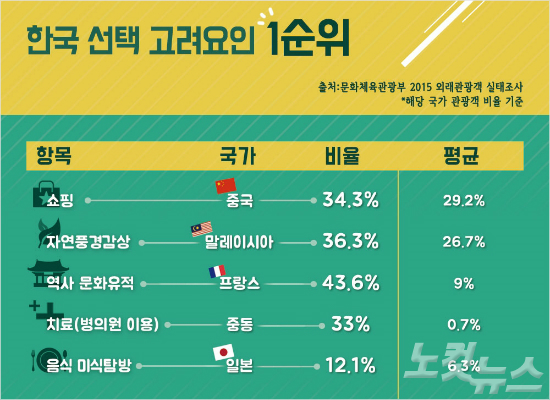 한국 선택 고려요인 1순위
출처:문화체육관광부 2015 외래관광객 실태조사
*해당 국가 관광객 비율 기준
항목 국가 비율 평균
쇼핑 중국 34.3% 29.2%
자연풍경감상 말레이시아 36.3% 26.7%
역사 문화유적 프랑스 43.6% 9%
치료(병의원 이용) 중동 33% 0.7%
음식 미식탐방 일본 12.1% 6.3%
노컷뉴스